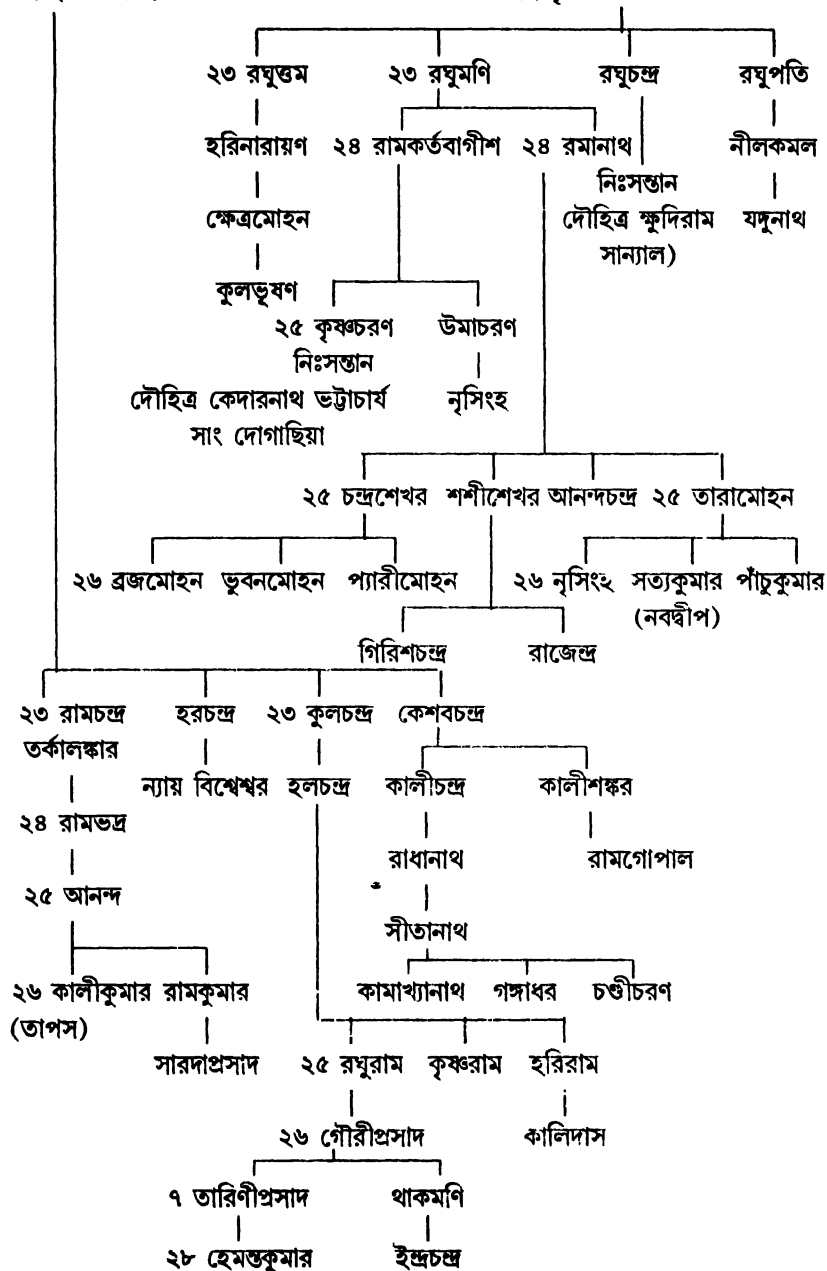 ২৩ রঘুত্তম ২৩ রঘুমণি রঘুচন্দ্র রঘুপতি
হরিনারায়ণ ২৪ রামকর্তবাগীশ ২৪ রমানাথ নীলকমল
নিঃসন্তান
ক্ষেত্রমোহন দৌহিত্র ক্ষুদিরাম যদুনাথ
সান্যাল)
কুলভূষণ
২৫ কৃষ্ণচরণ উমাচরণ
নিঃসন্তান
দৌহিত্র কেদারনাথ ভট্টাচার্য নৃসিংহ
সাং দোগাছিয়া
২৫ চন্দ্রশেখর শশীশেখর আনন্দচন্দ্র ২৫ তারামোহন
২৬ ব্রজমোহন ভুবনমোহন প্যারীমোহন ২৬ নৃসিংহ সত্যকুমার পাঁচুকুমার
(নবদ্বীপ)
গিরিশচন্দ্র রাজেন্দ্র
২৩ রামচন্দ্র হরচন্দ্র ২৩ কুলচন্দ্র কেশবচন্দ্র
তর্কালঙ্কার
ন্যায় বিশ্বেশ্বর হলচন্দ্র কালীচন্দ্র কালীশঙ্কর
২৪ রামভদ্র
রাধানাথ রামগোপাল
২৫ আনন্দ
সীতানাথ
২৬ কালীকুমার রামকুমার কামাখ্যানাথ গঙ্গাধর চণ্ডীচরণ
(তাপস)
সারদাপ্রসাদ ২৫ রঘুরাম কৃষ্ণরাম হরিরাম
২৬ গৌরীপ্রসাদ কালিদাস
৭ তারিণীপ্রসাদ থাকমণি
২৮ হেমন্তকুমার ইন্দ্রচন্দ্র